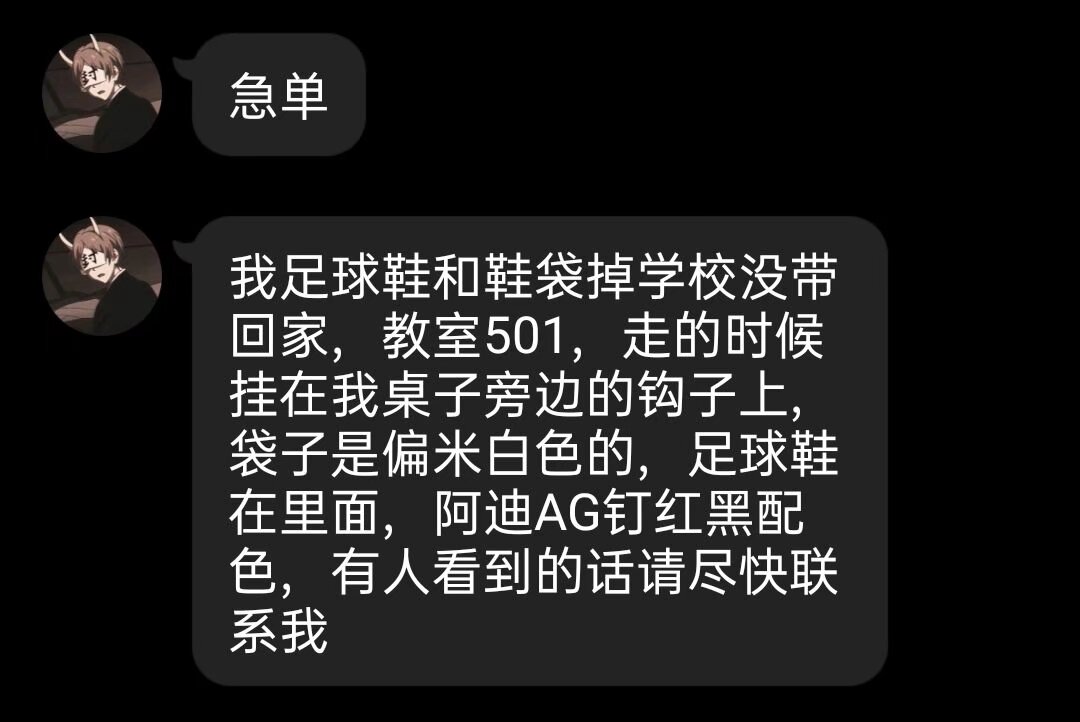 急单
我足球鞋和鞋袋掉学校没带
回家，教室501，走的时候
挂在我桌子旁边的钩子上，
袋子是偏米白色的，足球鞋
在里面，阿迪AG钉红黑配
色，有人看到的话请尽快联
系我